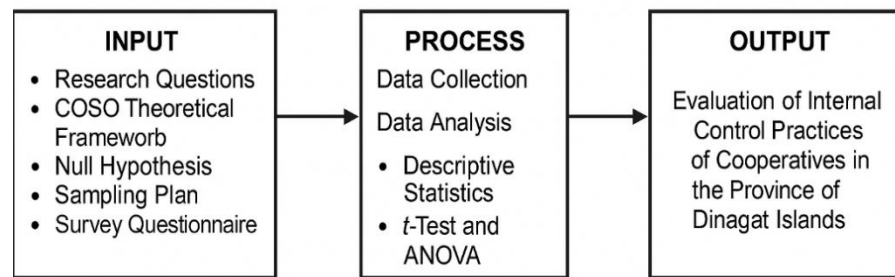 INPUT
• Research Questions
• COSO Theoretical
Frameworb
• Null Hypothesis
• Sampling Plan
• Survey Questionnaire
PROCESS
Data Collection
Data Analysis
• Descriptive
Statistics
• t-Test and
ANOVA
OUTPUT
Evaluation of Internal
Control Practices
of Cooperatives in
the Province of
Dinagat Islands